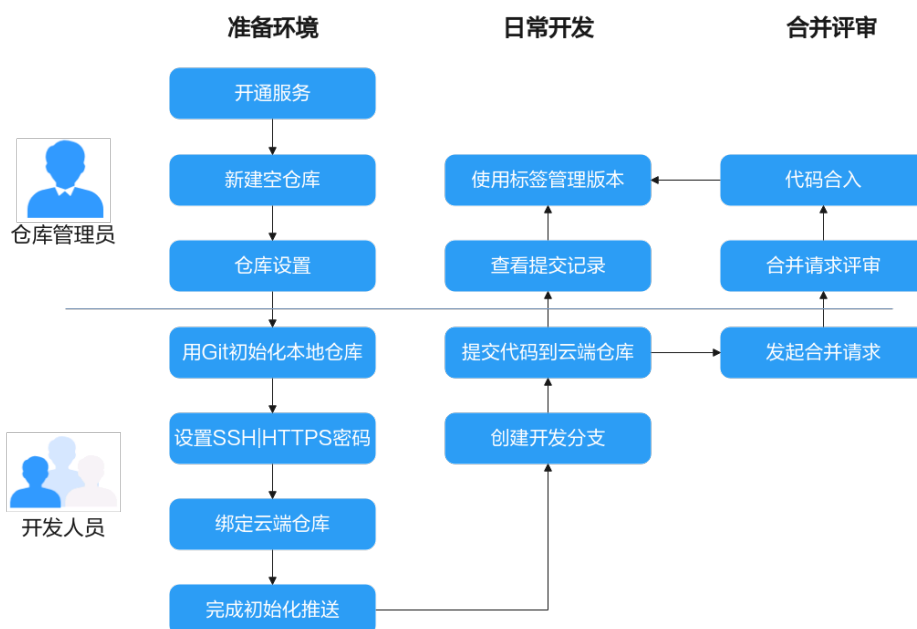 准备环境
日常开发
合并评审
开通服务
新建空仓库
使用标签管理版本
代码合入
仓库管理员
仓库设置
查看提交记录
合并请求评审
用Git初始化本地仓库
提交代码到云端仓库
发起合并请求
设置SSH|HTTPS密码
创建开发分支
开发人员
绑定云端仓库
完成初始化推送